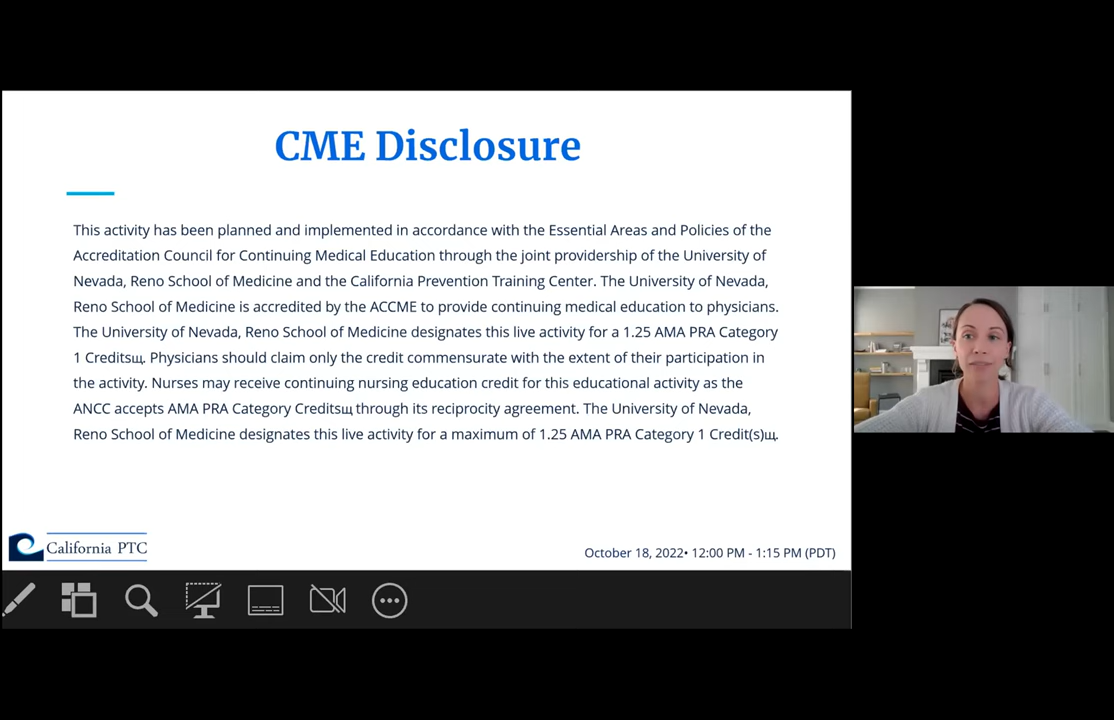 CME Disclosure
This activity has been planned and implemented in accordance with the Essential Areas and Policies of the
Accreditation Council for Continuing Medical Education through the joint providership of the University of
Nevada, Reno School of Medicine and the California Prevention Training Center. The University of Nevada,
Reno School of Medicine is accredited by the ACCME to provide continuing medical education to physicians.
The University of Nevada, Reno School of Medicine designates this live activity for a 1.25 AMA PRA Category
1 Creditsщ. Physicians should claim only the credit commensurate with the extent of their participation in
the activity. Nurses may receive continuing nursing education credit for this educational activity as the
ANCC accepts AMA PRA Category Creditsщ through its reciprocity agreement. The University of Nevada,
Reno School of Medicine designates this live activity for a maximum of 1.25 AMA PRA Category 1 Credit(s)щ.
California PTC
October 18, 2022• 12:00 PM - 1:15 PM (PDT)